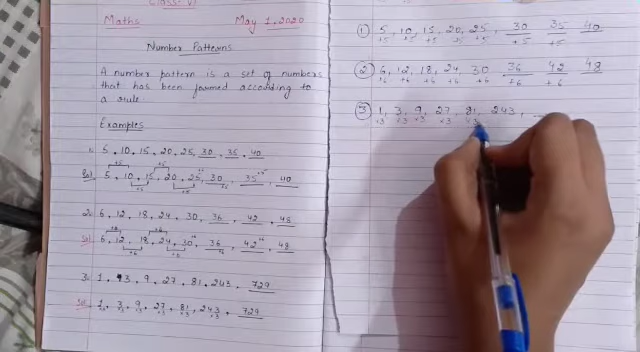 Class-VI
Maths May 1, 2020
Number Patterns
A number pattern is a set of numbers
that has been formed according to
a rule.
Examples
1. 5, 10, 15, 20, 25, 30, 35, 40
5, 10, 15, 20, 25, 30, 35, 40
2. 6, 12, 18, 24, 30, 36, 42, 48
6, 12, 18, 24, 30, 36, 42, 48
3. 1, 3, 9, 27, 81, 243, 729
1, 3, 9, 27, 81, 243, 729
① 5, 10, 15, 20, 25, 30 35 40
+5 +5 +5 +5 +5 +5 +5
② 6, 12, 18, 24, 30 36 42 48
+6 +6 +6 +6 +6 +6 +6
③ 1, 3, 9, 27, 81, 243,
×3 ×3 ×3 ×3 ×3